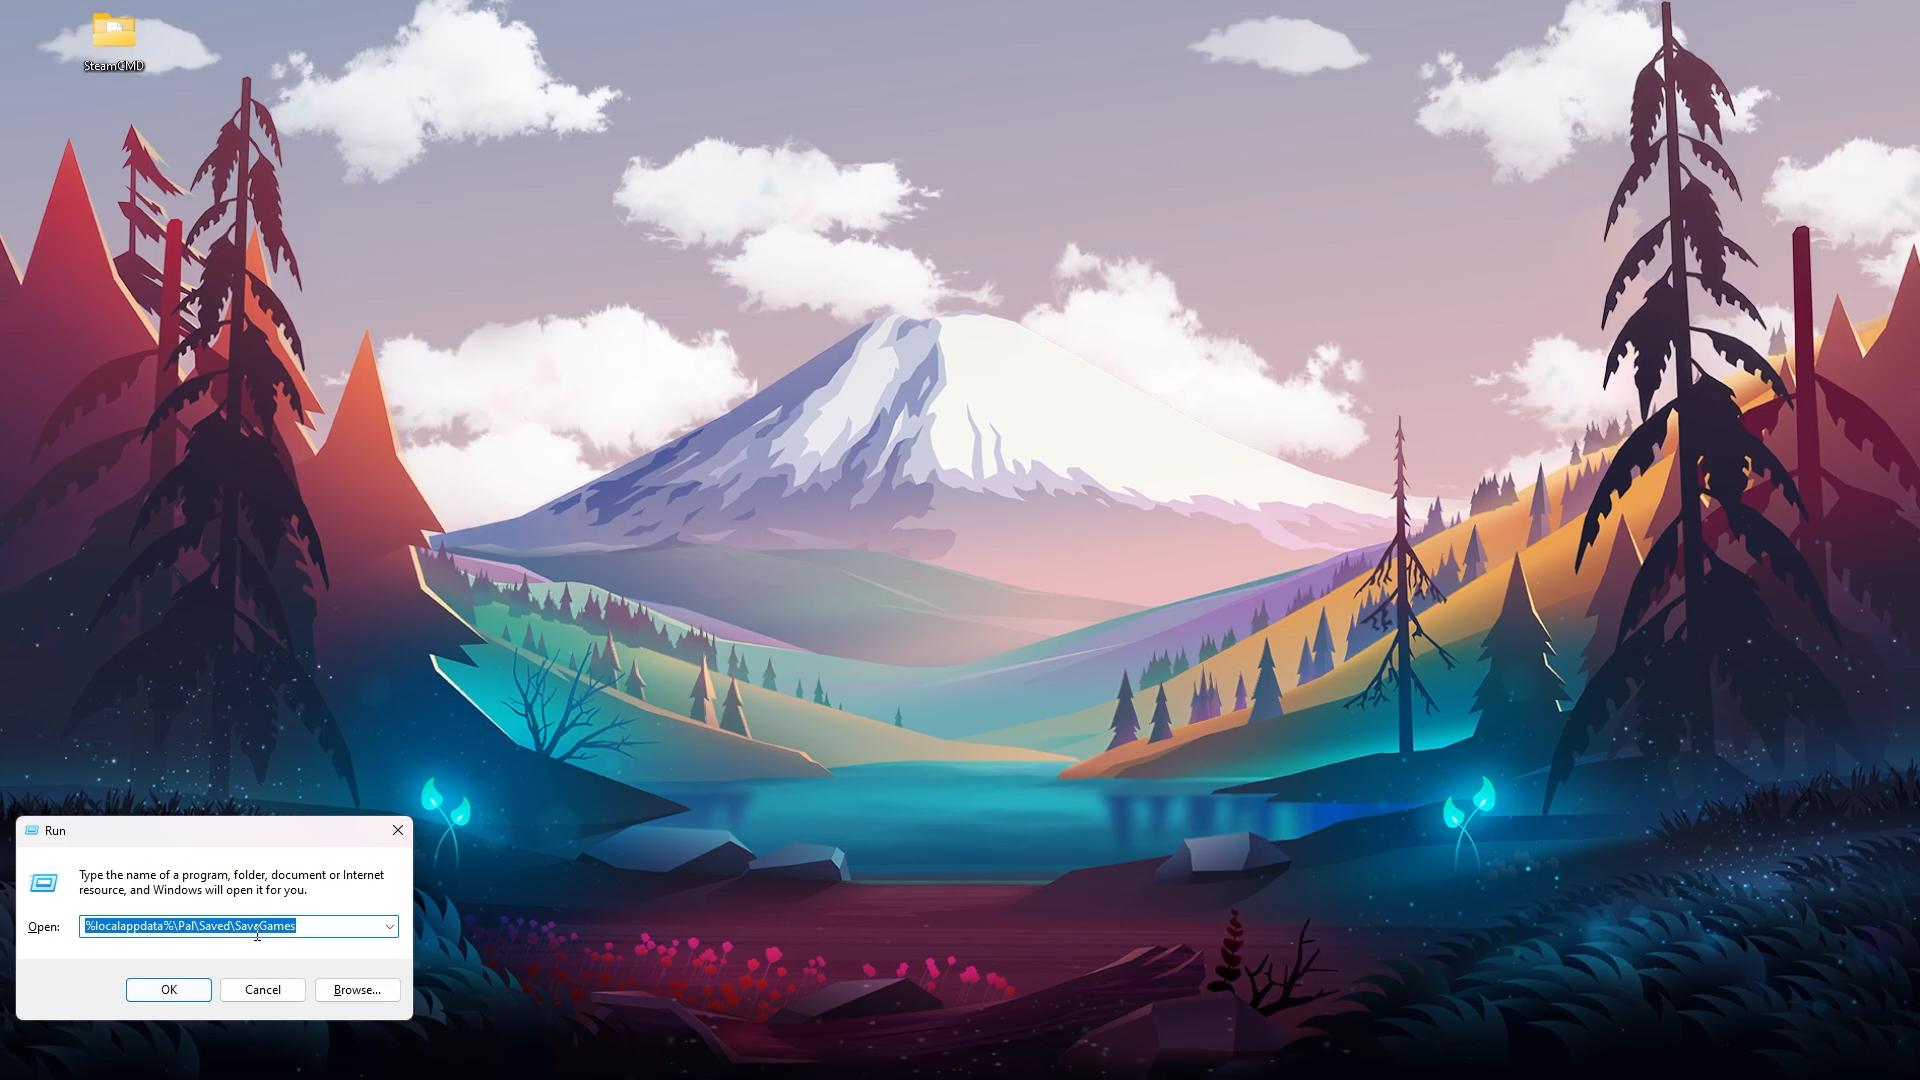 SteamCMD
Run
Type the name of a program, folder, document or Internet
resource, and Windows will open it for you.
Open:
%localappdata%\Pal\Saved\SaveGames
OK
Cancel
Browse...